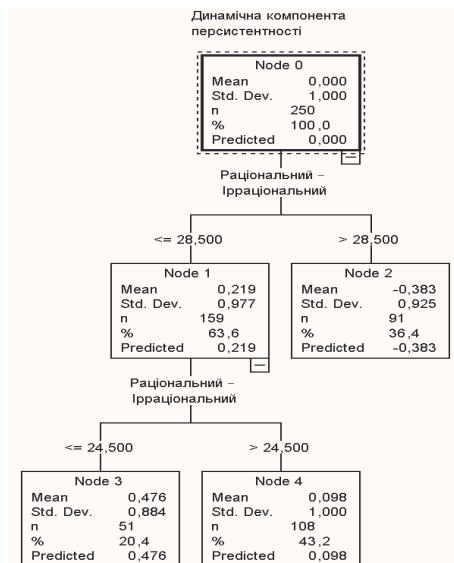 Динамічна компонента
персистентності
Node 0
Mean 0,000
Std. Dev. 1,000
n 250
% 100,0
Predicted 0,000
Раціональний –
Ірраціональний
<= 28,500
> 28,500
Node 1
Mean 0,219
Std. Dev. 0,977
n 159
% 63,6
Predicted 0,219
Node 2
Mean -0,383
Std. Dev. 0,925
n 91
% 36,4
Predicted -0,383
Раціональний –
Ірраціональний
<= 24,500
> 24,500
Node 3
Mean 0,476
Std. Dev. 0,884
n 51
% 20,4
Predicted 0,476
Node 4
Mean 0,098
Std. Dev. 1,000
n 108
% 43,2
Predicted 0,098